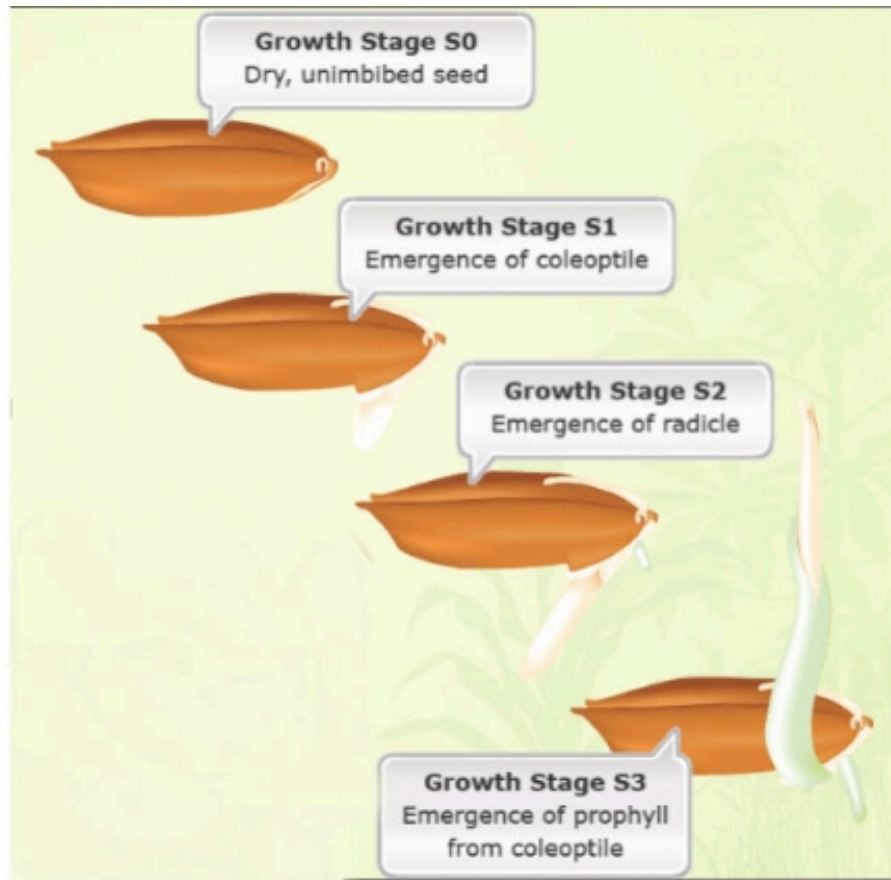 Growth Stage S0
Dry, unimbibed seed
Growth Stage S1
Emergence of coleoptile
Growth Stage S2
Emergence of radicle
Growth Stage S3
Emergence of prophyll
from coleoptile